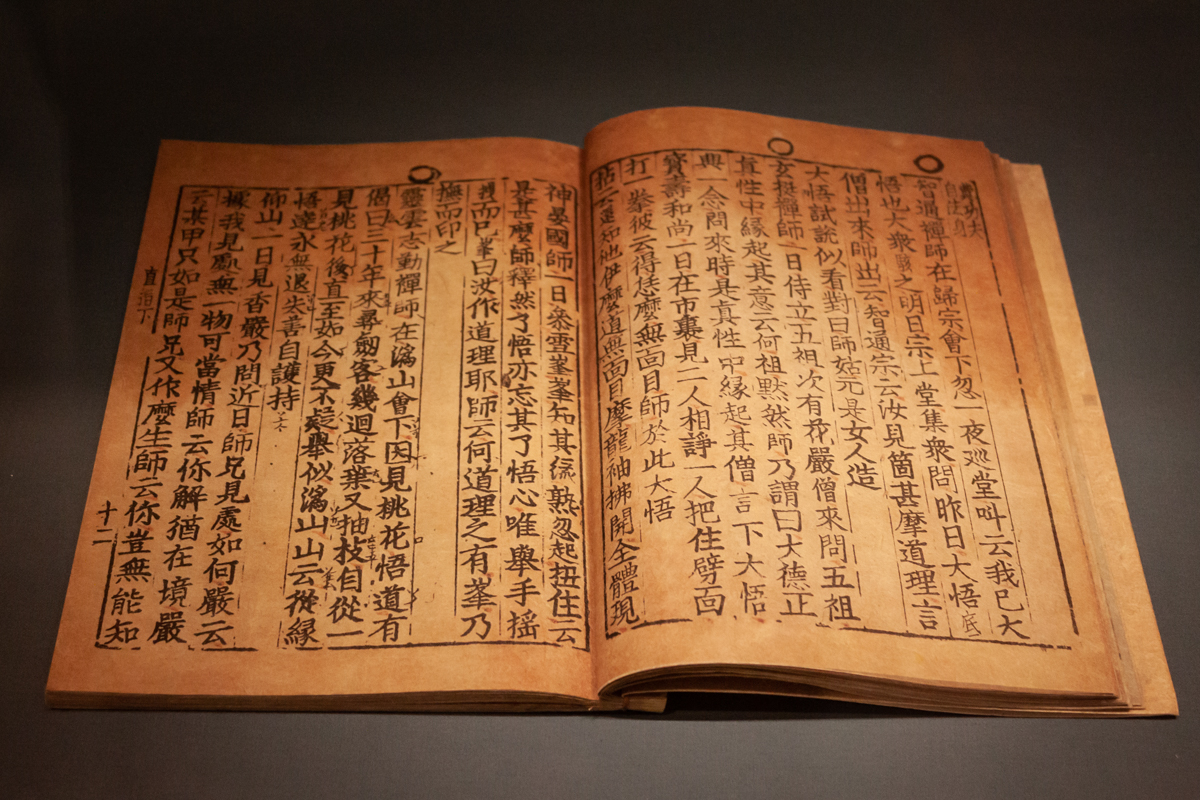 智通禪師在歸宗會下忽一夜巡堂叫云我已大
悟也大衆駭之明日宗上堂集衆問昨日大悟底
僧出來師出云智通宗云汝見箇甚摩道理言
大悟試說似看對曰師姑元是女人造
玄挺禪師一日侍立五祖次有花嚴僧來問五祖
眞性中緣起其意云何祖黙然師乃謂曰大德正
興一念問來時是眞性中緣起其僧言下大悟
寶壽和尚一日在市裏見二人相諍一人把住劈面
打一拳彼云得恁麽無面目師於此大悟
拈云還知他伊麽道無面目摩龍袖拂開全體現
神晏國師一日叅雪峯峯知其緣熟忽起扭住云
是甚麽師釋然了悟亦忘其了悟心唯擧手搖
拽而已峯曰汝作道理耶師云何道理之有峯乃
撫而印之
靈雲志勤禪師在潙山會下因見桃花悟道有
偈曰三十年來尋劒客幾迴落葉又抽枝自從一
見桃花後直至如今更不疑擧似潙山山云從緣
悟達永無退失善自護持
仰山一日見香嚴乃問近日師兄見處如何嚴云
據我見處無一物可當情師云你解猶在境嚴
云某甲只如是師兄又作麽生師云你豈無能知
直指下
十二